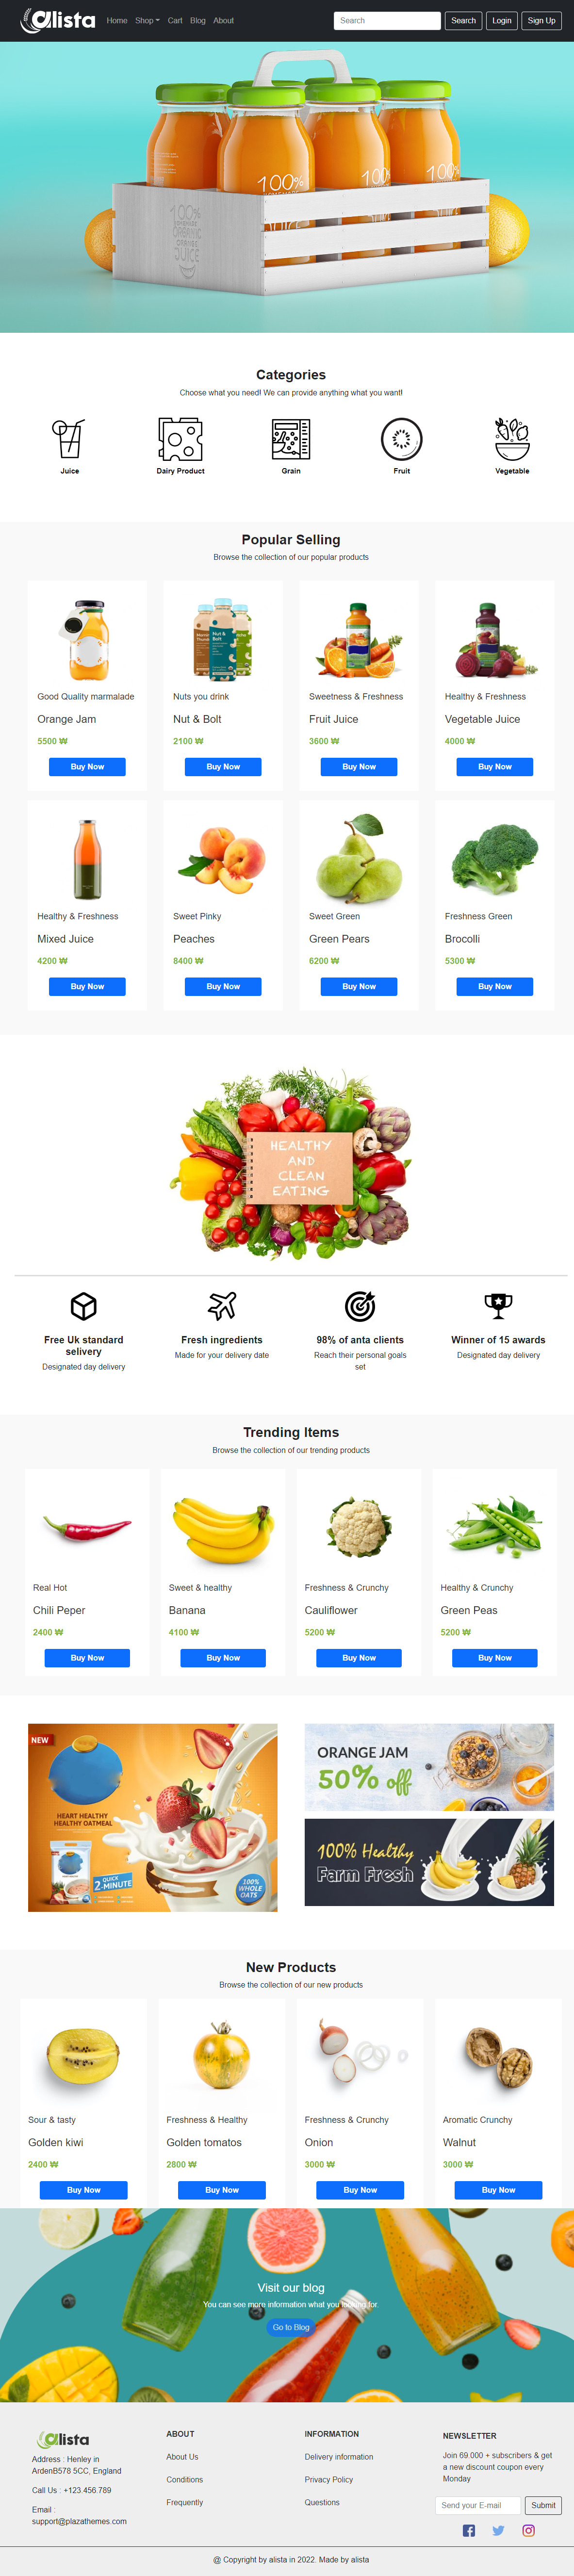 alista Home Shop Cart Blog About Search Search Login Sign Up
100%
100%
100%
ORGANIC
ORANGE
JUICE
Categories
Choose what you need! We can provide anything what you want!
Juice Dairy Product Grain Fruit Vegetable
Popular Selling
Browse the collection of our popular products
Nut &
Bolt
Good Quality marmalade Nuts you drink Sweetness & Freshness Healthy & Freshness
Orange Jam Nut & Bolt Fruit Juice Vegetable Juice
5500 ₩ 2100 ₩ 3600 ₩ 4000 ₩
Buy Now Buy Now Buy Now Buy Now
Healthy & Freshness Sweet Pinky Sweet Green Freshness Green
Mixed Juice Peaches Green Pears Brocolli
4200 ₩ 8400 ₩ 6200 ₩ 5300 ₩
Buy Now Buy Now Buy Now Buy Now
HEALTHY
AND
CLEAN
EATING
Free Uk standard
selivery
Designated day delivery
Fresh ingredients
Made for your delivery date
98% of anta clients
Reach their personal goals
set
Winner of 15 awards
Designated day delivery
Trending Items
Browse the collection of our trending products
Real Hot Sweet & healthy Freshness & Crunchy Healthy & Crunchy
Chili Peper Banana Cauliflower Green Peas
2400 ₩ 4100 ₩ 5200 ₩ 5200 ₩
Buy Now Buy Now Buy Now Buy Now
NEW
HEART HEALTHY
HEALTHY OATMEAL
QUICK
2-MINUTE
100%
WHOLE
OATS
ORANGE JAM
50% off
100% Healthy
Farm Fresh
New Products
Browse the collection of our new products
Sour & tasty Freshness & Healthy Freshness & Crunchy Aromatic Crunchy
Golden kiwi Golden tomatos Onion Walnut
2400 ₩ 2800 ₩ 3000 ₩ 3000 ₩
Buy Now Buy Now Buy Now Buy Now
Visit our blog
You can see more information what you looking for
Go to Blog
alista
Address : Henley in
ArdenB578 5CC, England
Call Us : +123.456.789
Email :
support@plazathemes.com
ABOUT
About Us
Conditions
Frequently
INFORMATION
Delivery information
Privacy Policy
Questions
NEWSLETTER
Join 69.000 + subscribers & get
a new discount coupon every
Monday
Send your E-mail Submit
@ Copyright by alista in 2022. Made by alista